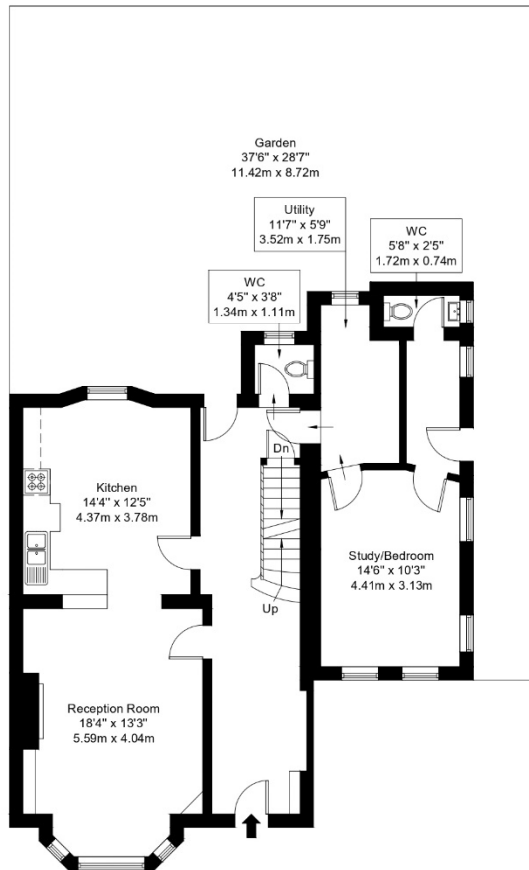 Garden
37'6" x 28'7"
11.42m x 8.72m
Utility
11'7" x 5'9"
3.52m x 1.75m
WC
5'8" x 2'5"
1.72m x 0.74m
WC
4'5" x 3'8"
1.34m x 1.11m
Dn
Kitchen
14'4" x 12'5"
4.37m x 3.78m
Study/Bedroom
14'6" x 10'3"
4.41m x 3.13m
Up
Reception Room
18'4" x 13'3"
5.59m x 4.04m